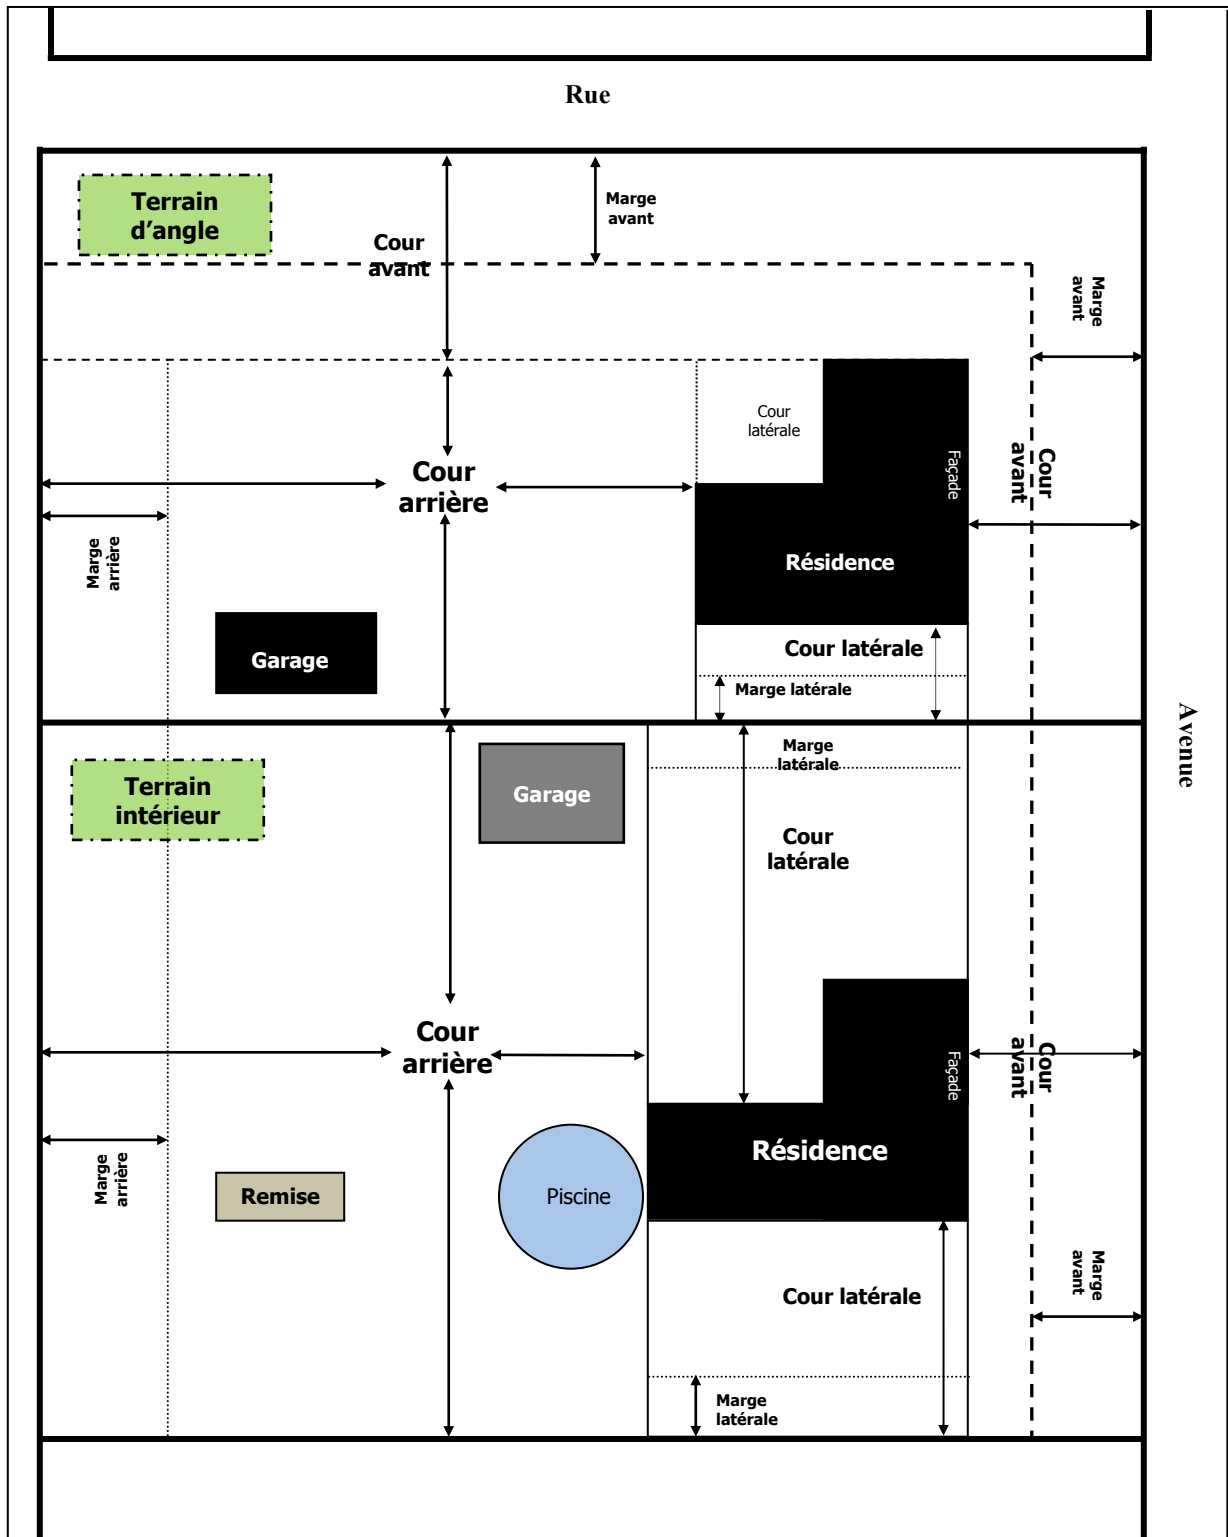 Rue
Terrain
d'angle
Marge
avant
Cour
avant
Marge
avant
Cour
latérale
Façade
Cour
avant
Cour
arrière
Marge
arrière
Résidence
Garage
Cour latérale
Marge latérale
Avenue
Terrain
intérieur
Garage
Marge
latérale
Cour
latérale
Cour
arrière
Façade
Cour
avant
Marge
arrière
Résidence
Remise
Piscine
Cour latérale
Marge
avant
Marge
latérale